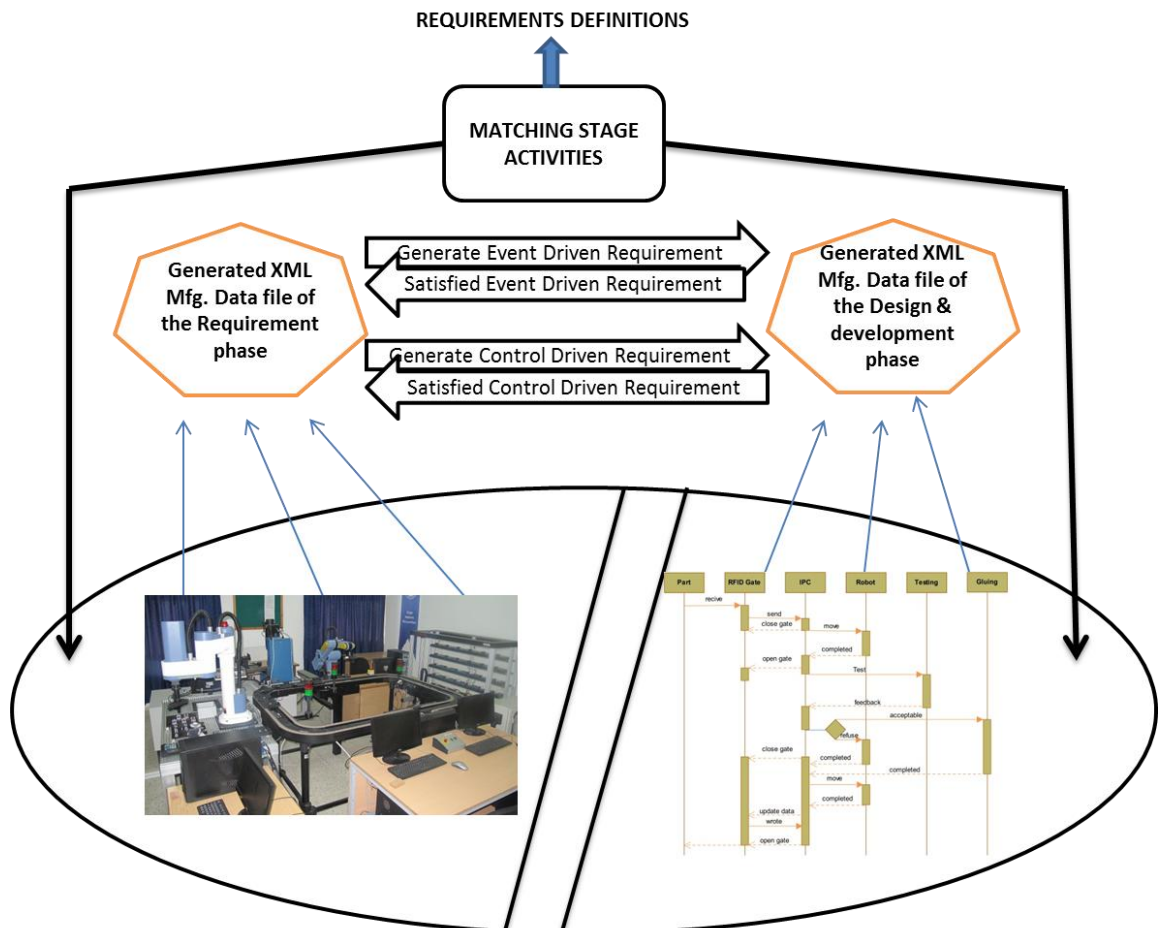 REQUIREMENTS DEFINITIONS
MATCHING STAGE
ACTIVITIES
Generated XML
Mfg. Data file of
the Requirement
phase
Generate Event Driven Requirement
Satisfied Event Driven Requirement
Generate Control Driven Requirement
Satisfied Control Driven Requirement
Generated XML
Mfg. Data file of
the Design &
development
phase
Part
RFID Gate
IPC
Robot
Testing
Gluing
recive
send
close gate
move
completed
open gate
Test
feedback
acceptable
refuse
close gate
completed
completed
move
completed
update data
wrote
open gate